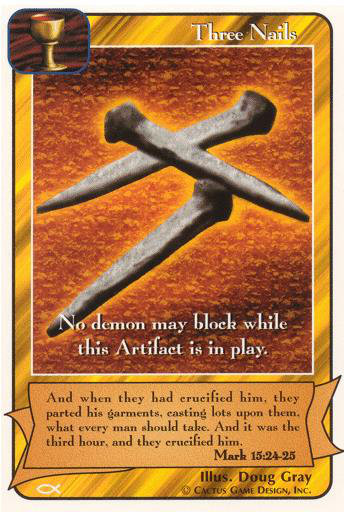 Three Nails
No demon may block while
this Artifact is in play.
And when they had crucified him, they
parted his garments, casting lots upon them,
what every man should take. And it was the
third hour, and they crucified him.
Mark 15:24-25
Illus. Doug Gray
© Cactus Game Design, Inc.